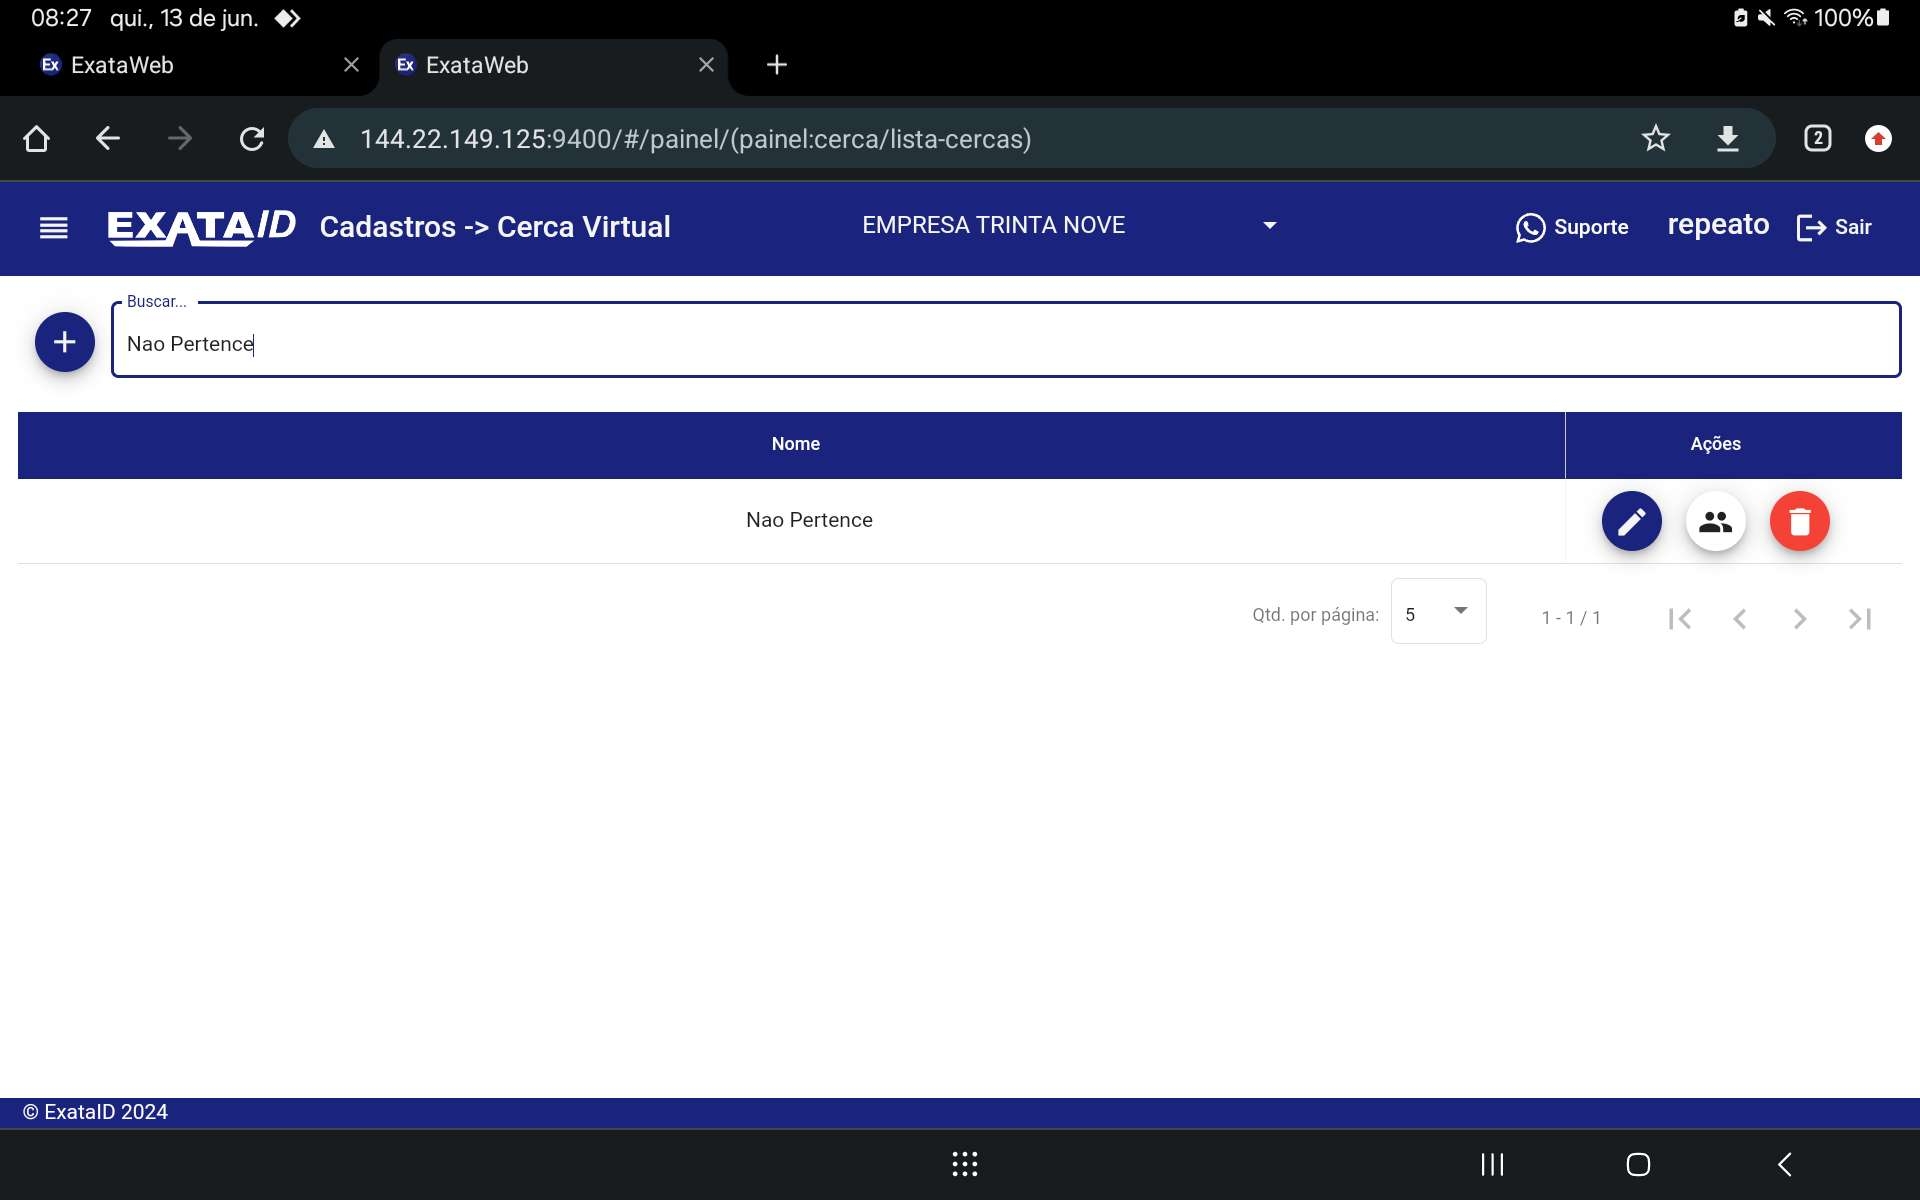 08:27 qui., 13 de jun. 100%
Ex ExataWeb Ex ExataWeb
144.22.149.125:9400/#/painel/(painel:cerca/lista-cercas) 2
EXATA/D Cadastros -> Cerca Virtual EMPRESA TRINTA NOVE Suporte repeato Sair
Buscar...
Nao Pertence
Nome Ações
Nao Pertence
Qtd. por página: 5 1 - 1 / 1
© ExataID 2024